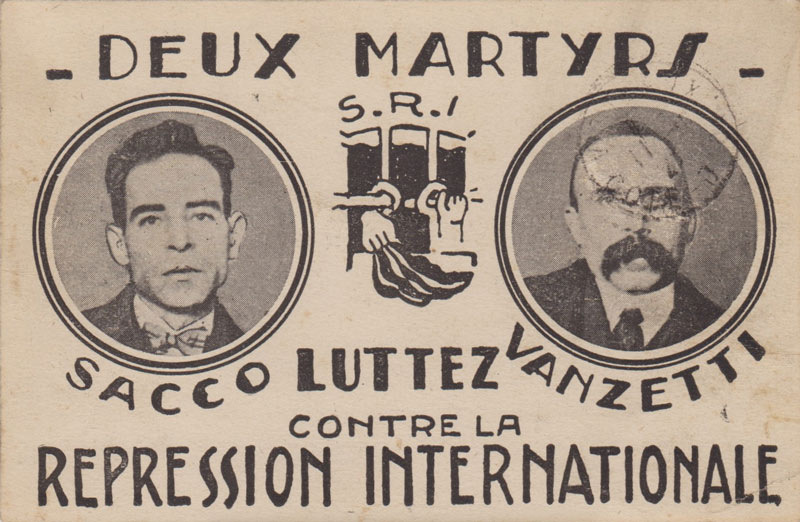 - DEUX MARTYRS -
S.R.I
SACCO
LUTTEZ
VANZETTI
CONTRE LA
REPRESSION INTERNATIONALE